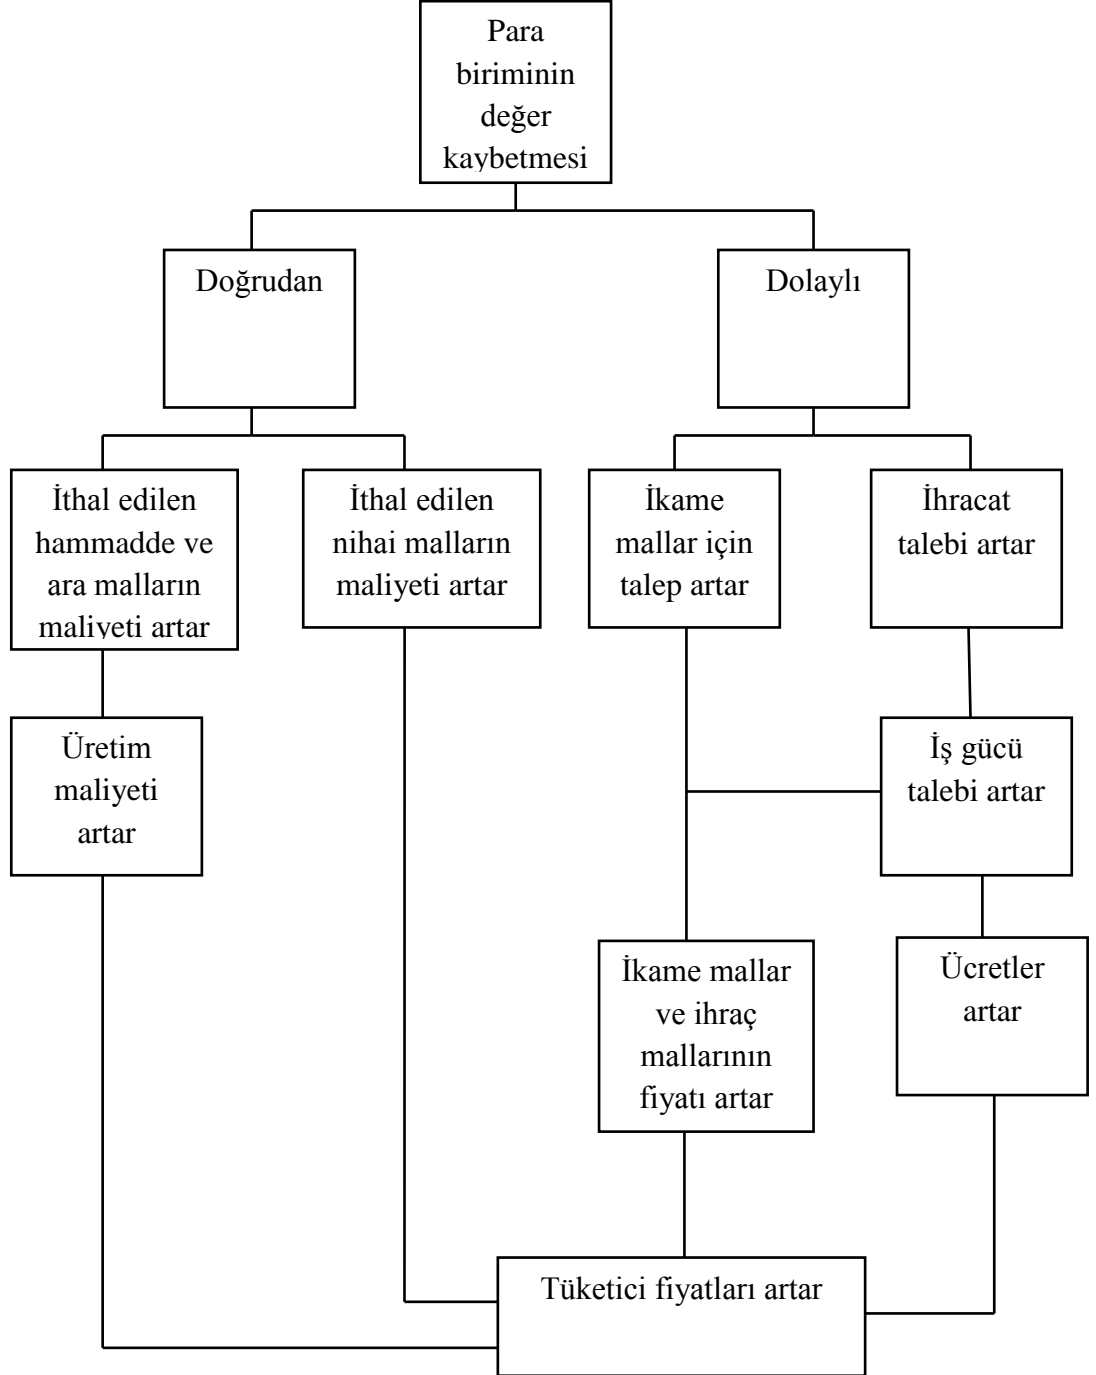 Para
biriminin
değer
kaybetmesi
Doğrudan
Dolaylı
İthal edilen
hammadde ve
ara malların
maliyeti artar
İthal edilen
nihai malların
maliyeti artar
İkame
mallar için
talep artar
İhracat
talebi artar
Üretim
maliyeti
artar
İş gücü
talebi artar
İkame mallar
ve ihraç
mallarının
fiyatı artar
Ücretler
artar
Tüketici fiyatları artar